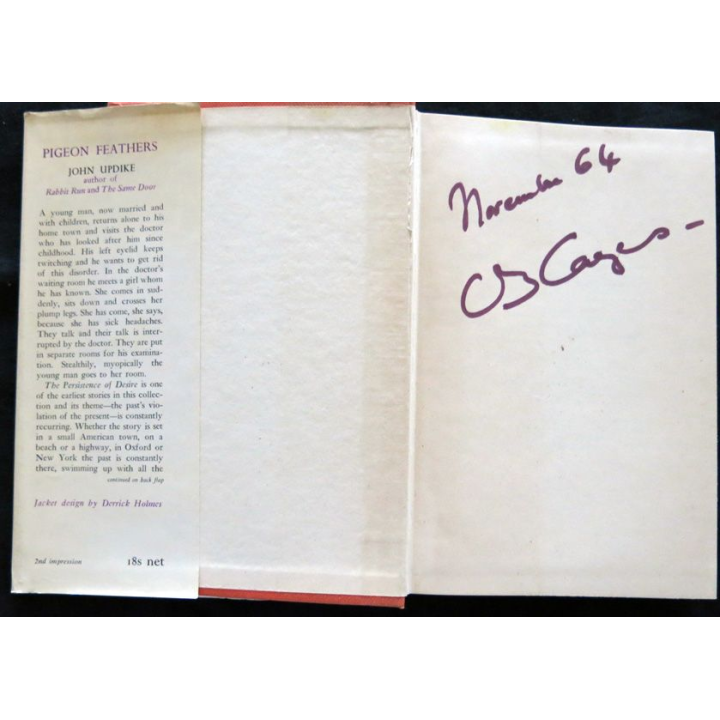 PIGEON FEATHERS
JOHN UPDIKE
author of
Rabbit Run and The Same Door
A young man, now married and
with children, returns alone to his
home town and visits the doctor
who has looked after him since
childhood. His left eyelid keeps
twitching and he wants to get rid
of this disorder. In the doctor's
waiting room he meets a girl whom
he has known. She comes in sud-
denly, sits down and crosses her
plump legs. She has come, she says,
because she has sick headaches.
They talk and their talk is inter-
rupted by the doctor. They are put
in separate rooms for his examina-
tion. Stealthily, myopically the
young man goes to her room.
The Persistence of Desire is one
of the earliest stories in this collec-
tion and its theme—the past's vio-
lation of the present—is constantly
recurring. Whether the story is set
in a small American town, on a
beach or a highway, in Oxford or
New York the past is constantly
there, swimming up with all the
continued on back flap
Jacket design by Derrick Holmes
2nd impression 18s net
November 64